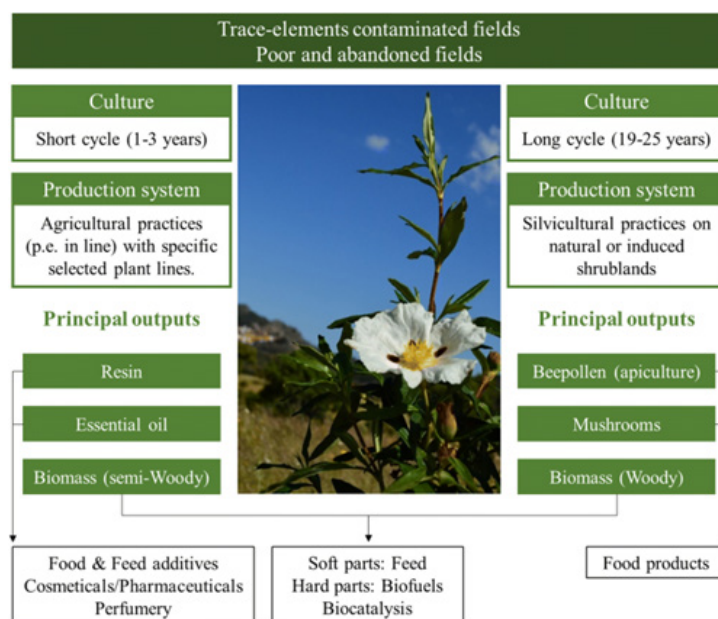 Trace-elements contaminated fields
Poor and abandoned fields
Culture
Short cycle (1-3 years)
Production system
Agricultural practices
(p.e. in line) with specific
selected plant lines.
Principal outputs
Resin
Essential oil
Biomass (semi-Woody)
Culture
Long cycle (19-25 years)
Production system
Silvicultural practices on
natural or induced
shrublands
Principal outputs
Beepollen (apiculture)
Mushrooms
Biomass (Woody)
Food & Feed additives
Cosmeticals/Pharmaceuticals
Perfumery
Soft parts: Feed
Hard parts: Biofuels
Biocatalysis
Food products